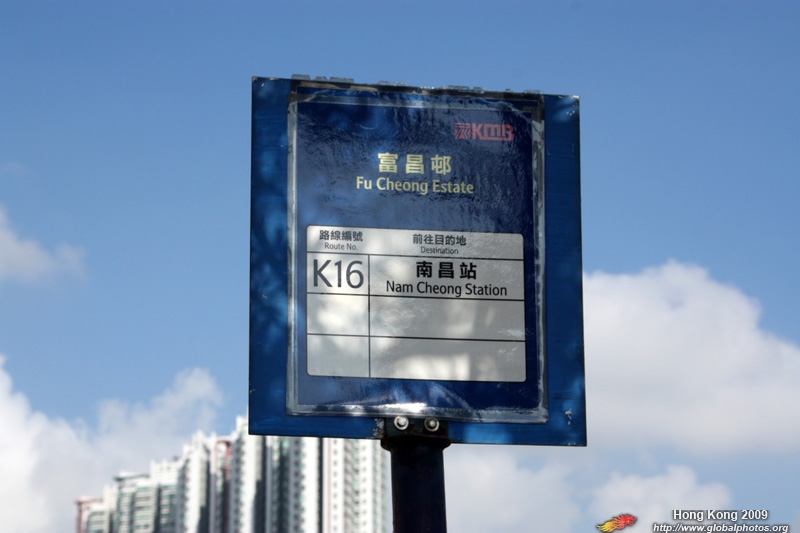 KMB
富昌邨
Fu Cheong Estate
路線編號 前往目的地
Route No. Destination
K16 南昌站
Nam Cheong Station
Hong Kong 2009
http://www.globalphotos.org